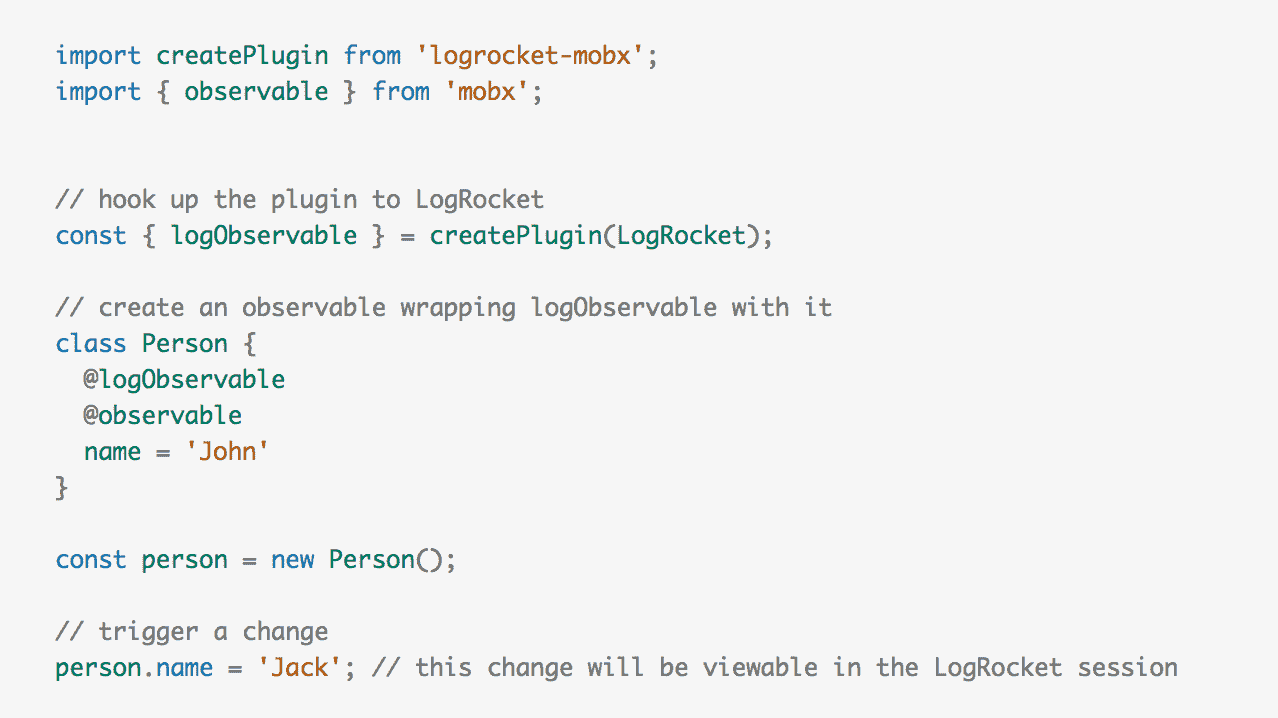 import createPlugin from 'logrocket-mobx';
import { observable } from 'mobx';
// hook up the plugin to LogRocket
const { logObservable } = createPlugin(LogRocket);
// create an observable wrapping logObservable with it
class Person {
  @logObservable
  @observable
  name = 'John'
}
const person = new Person();
// trigger a change
person.name = 'Jack'; // this change will be viewable in the LogRocket session